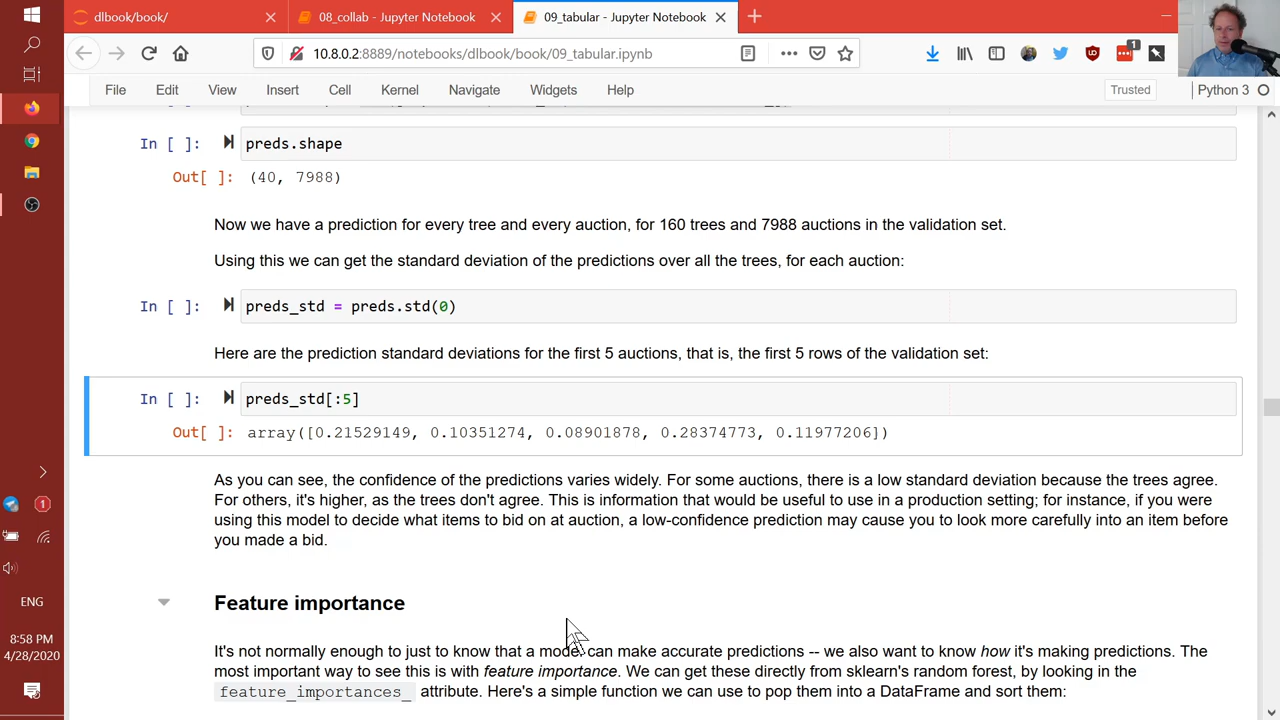 dlbook/book/
08_collab - Jupyter Notebook
09_tabular - Jupyter Notebook
10.8.0.2:8889/notebooks/dlbook/book/09_tabular.ipynb
1
File Edit View Insert Cell Kernel Navigate Widgets Help
Trusted
Python 3
In [ ]: preds.shape
Out[ ]: (40, 7988)
Now we have a prediction for every tree and every auction, for 160 trees and 7988 auctions in the validation set.
Using this we can get the standard deviation of the predictions over all the trees, for each auction:
In [ ]: preds_std = preds.std(0)
Here are the prediction standard deviations for the first 5 auctions, that is, the first 5 rows of the validation set:
In [ ]: preds_std[:5]
Out[ ]: array([0.21529149, 0.10351274, 0.08901878, 0.28374773, 0.11977206])
As you can see, the confidence of the predictions varies widely. For some auctions, there is a low standard deviation because the trees agree.
For others, it's higher, as the trees don't agree. This is information that would be useful to use in a production setting; for instance, if you were
using this model to decide what items to bid on at auction, a low-confidence prediction may cause you to look more carefully into an item before
you made a bid.
Feature importance
It's not normally enough to just to know that a model can make accurate predictions -- we also want to know how it's making predictions. The
most important way to see this is with feature importance. We can get these directly from sklearn's random forest, by looking in the
feature_importances_ attribute. Here's a simple function we can use to pop them into a DataFrame and sort them:
1
ENG
8:58 PM
4/28/2020